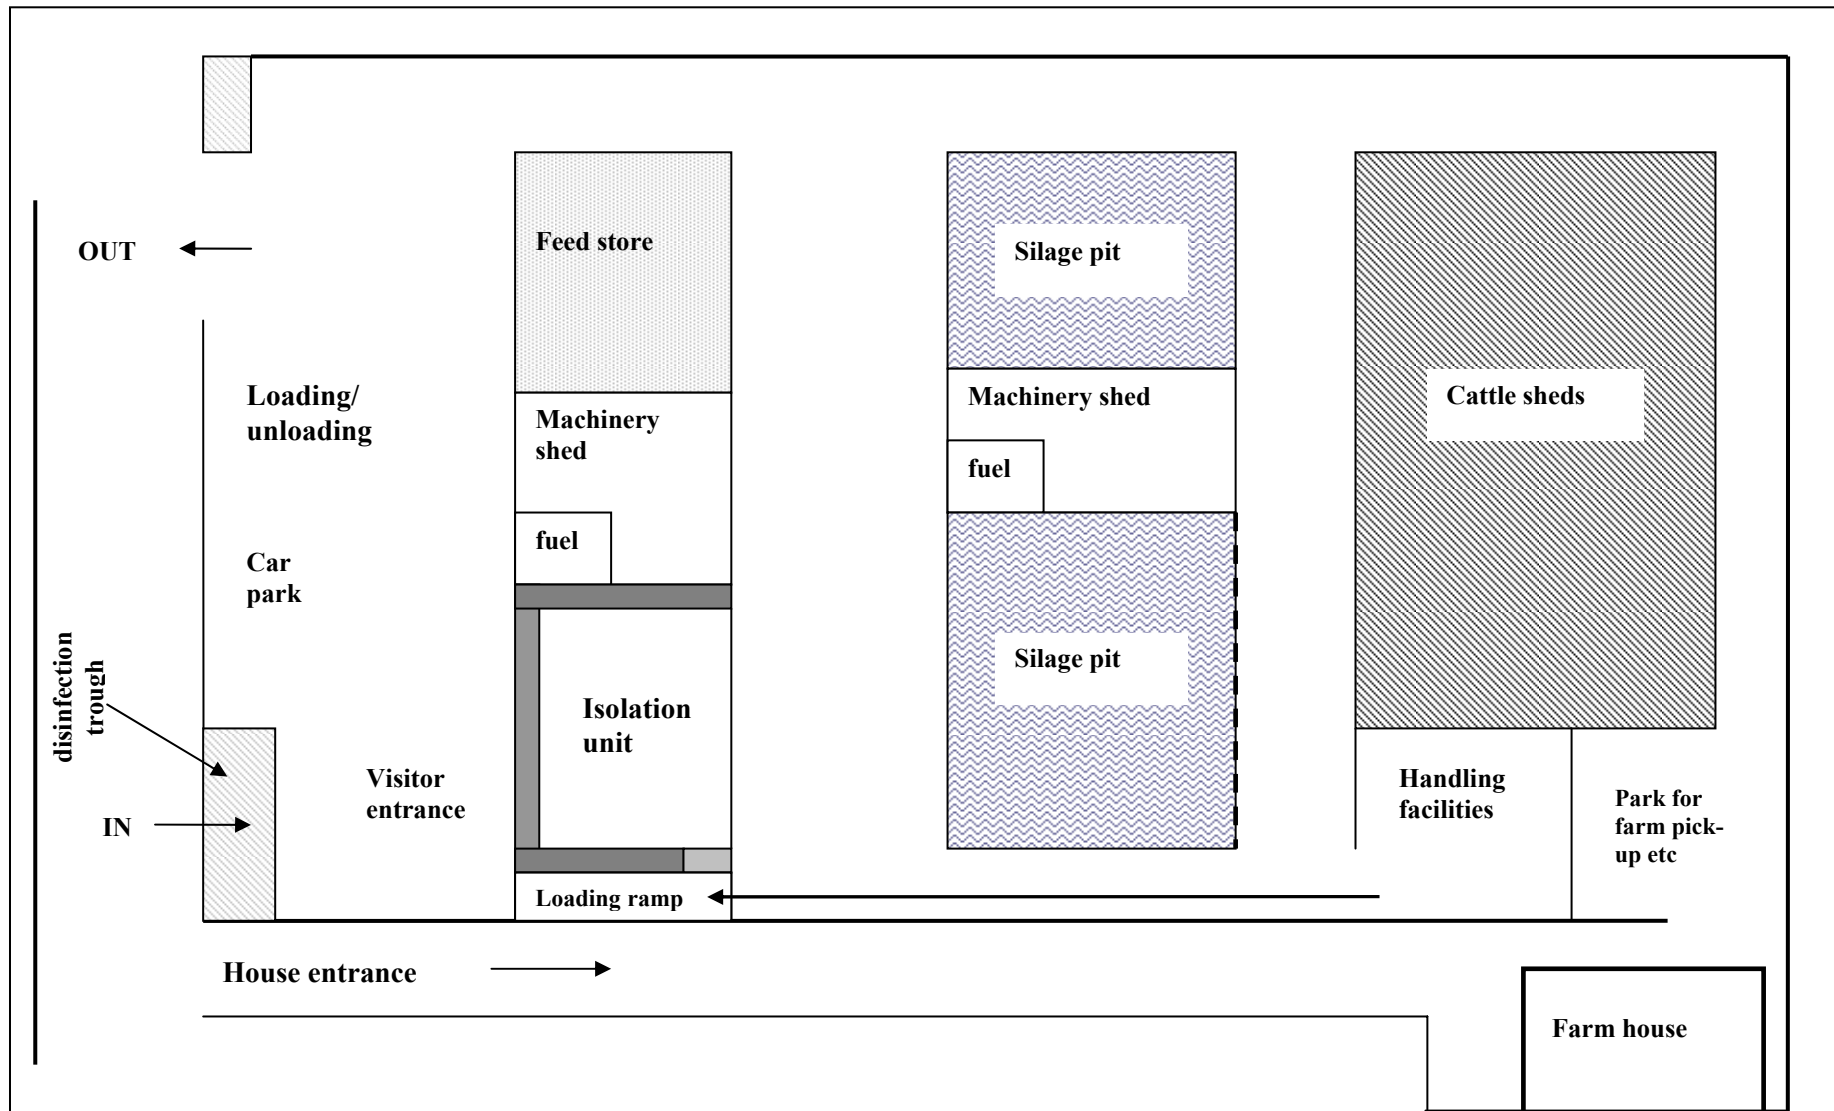 OUT
Feed store
Silage pit
Loading/
unloading
Machinery
shed
Machinery shed
Cattle sheds
fuel
fuel
Car
park
disinfection
trough
Isolation
unit
Silage pit
Visitor
entrance
Handling
facilities
Park for
farm pick-
up etc
IN
Loading ramp
House entrance
Farm house